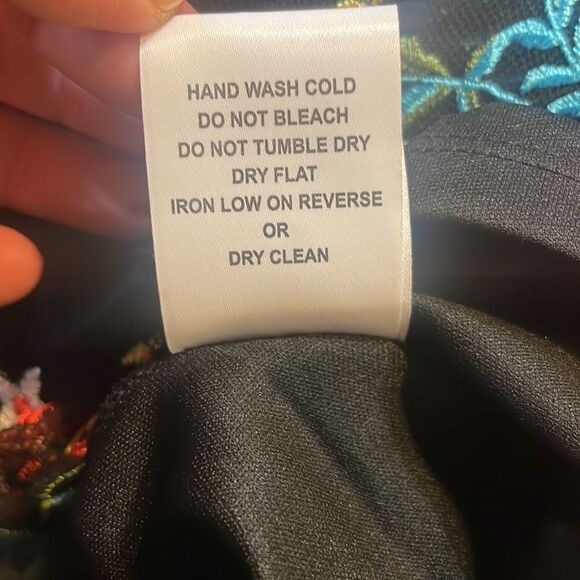 HAND WASH COLD
DO NOT BLEACH
DO NOT TUMBLE DRY
DRY FLAT
IRON LOW ON REVERSE
OR
DRY CLEAN